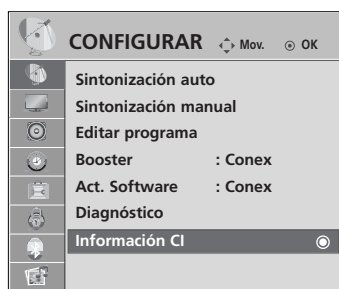 CONFIGURAR Mov. OK
Sintonización auto
Sintonización manual
Editar programa
Booster : Conex
Act. Software : Conex
Diagnóstico
Información CI